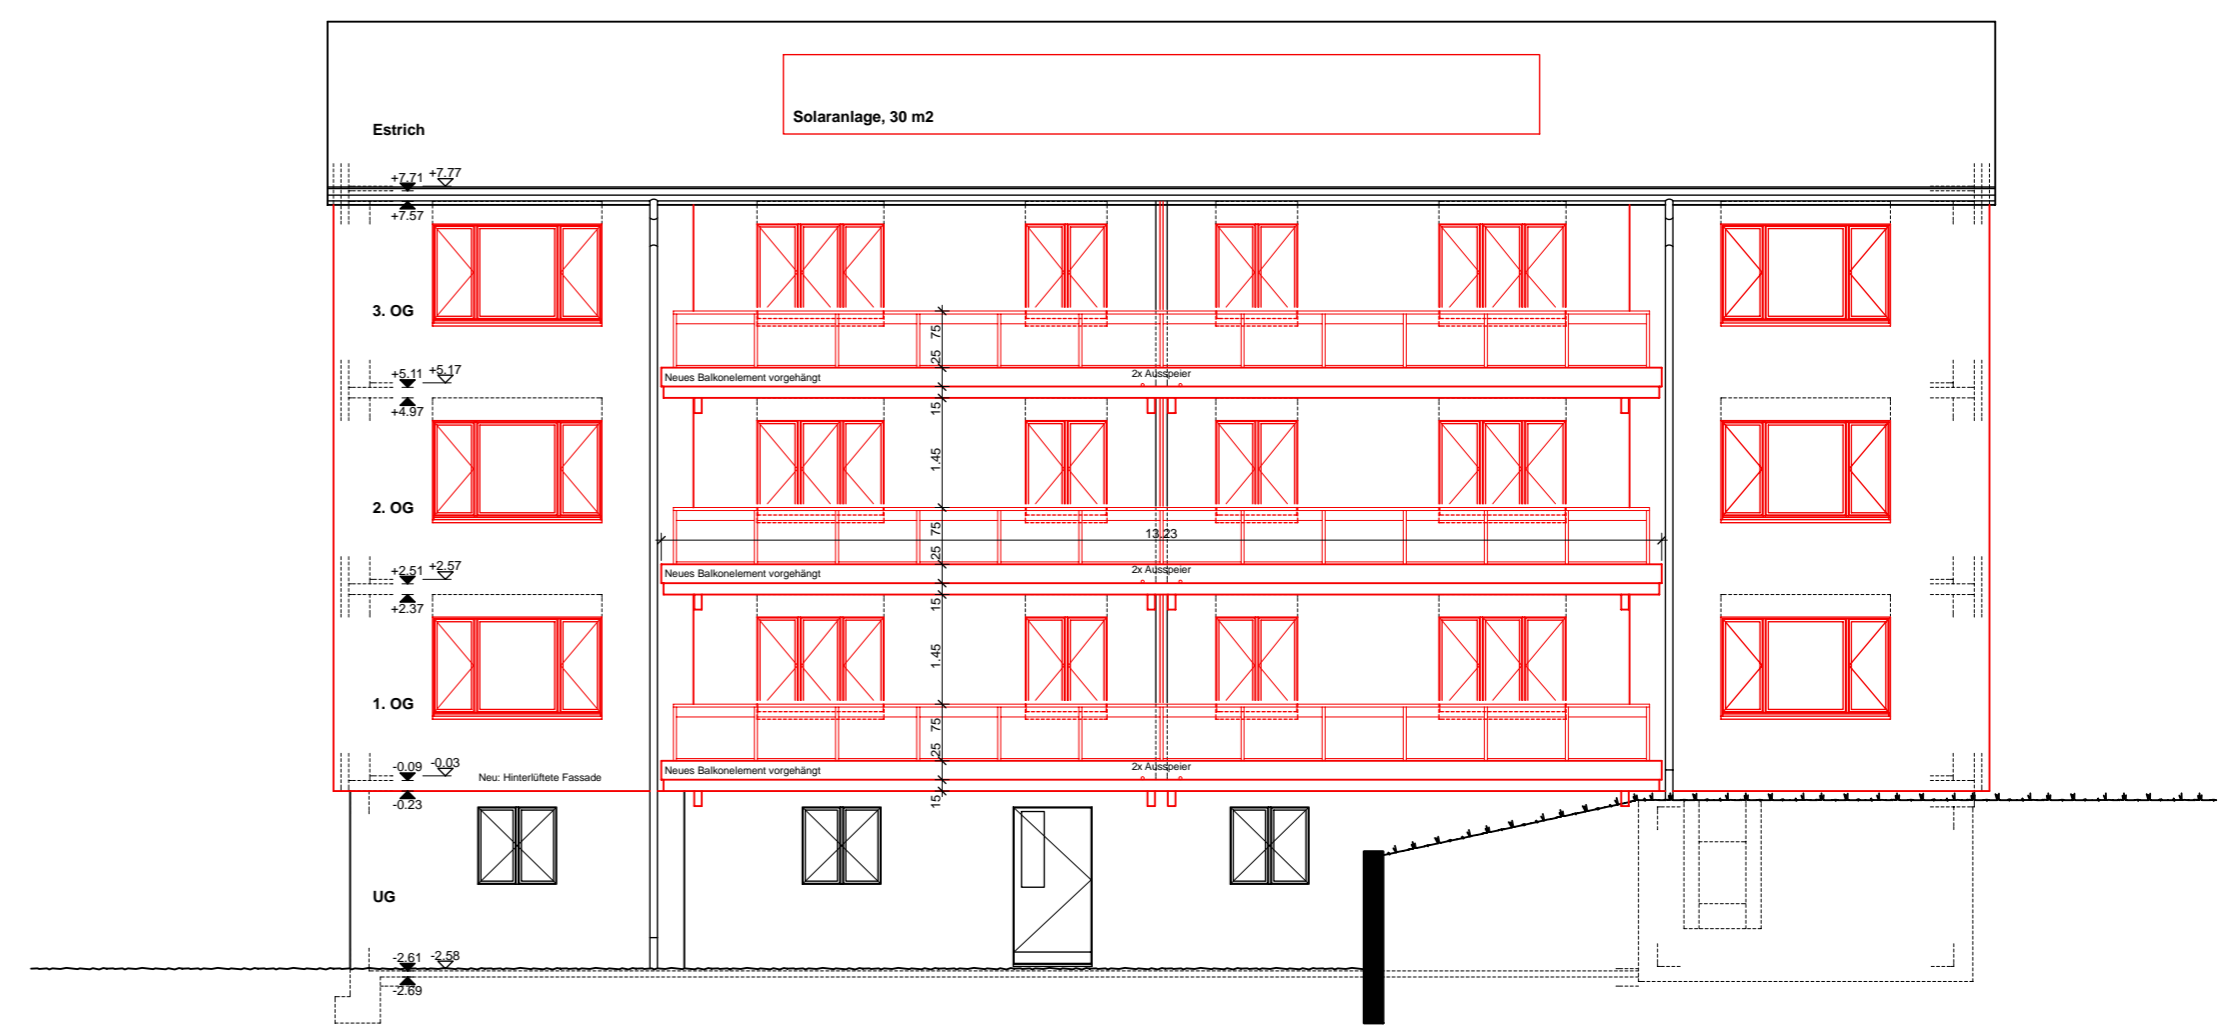 Solaranlage, 30 m2
Estrich
+7.71 +7.77
+7.57
3. OG
75
25
+5.11 +5.17
Neues Balkonelement vorgehängt
2x Ausspeier
+4.97
15
1.45
2. OG
75
13.23
25
+2.51 +2.57
Neues Balkonelement vorgehängt
2x Ausspeier
+2.37
15
1.45
1. OG
75
25
-0.09 -0.03
Neu: Hinterlüftete Fassade
Neues Balkonelement vorgehängt
2x Ausspeier
-0.23
15
UG
-2.61 -2.58
-2.69